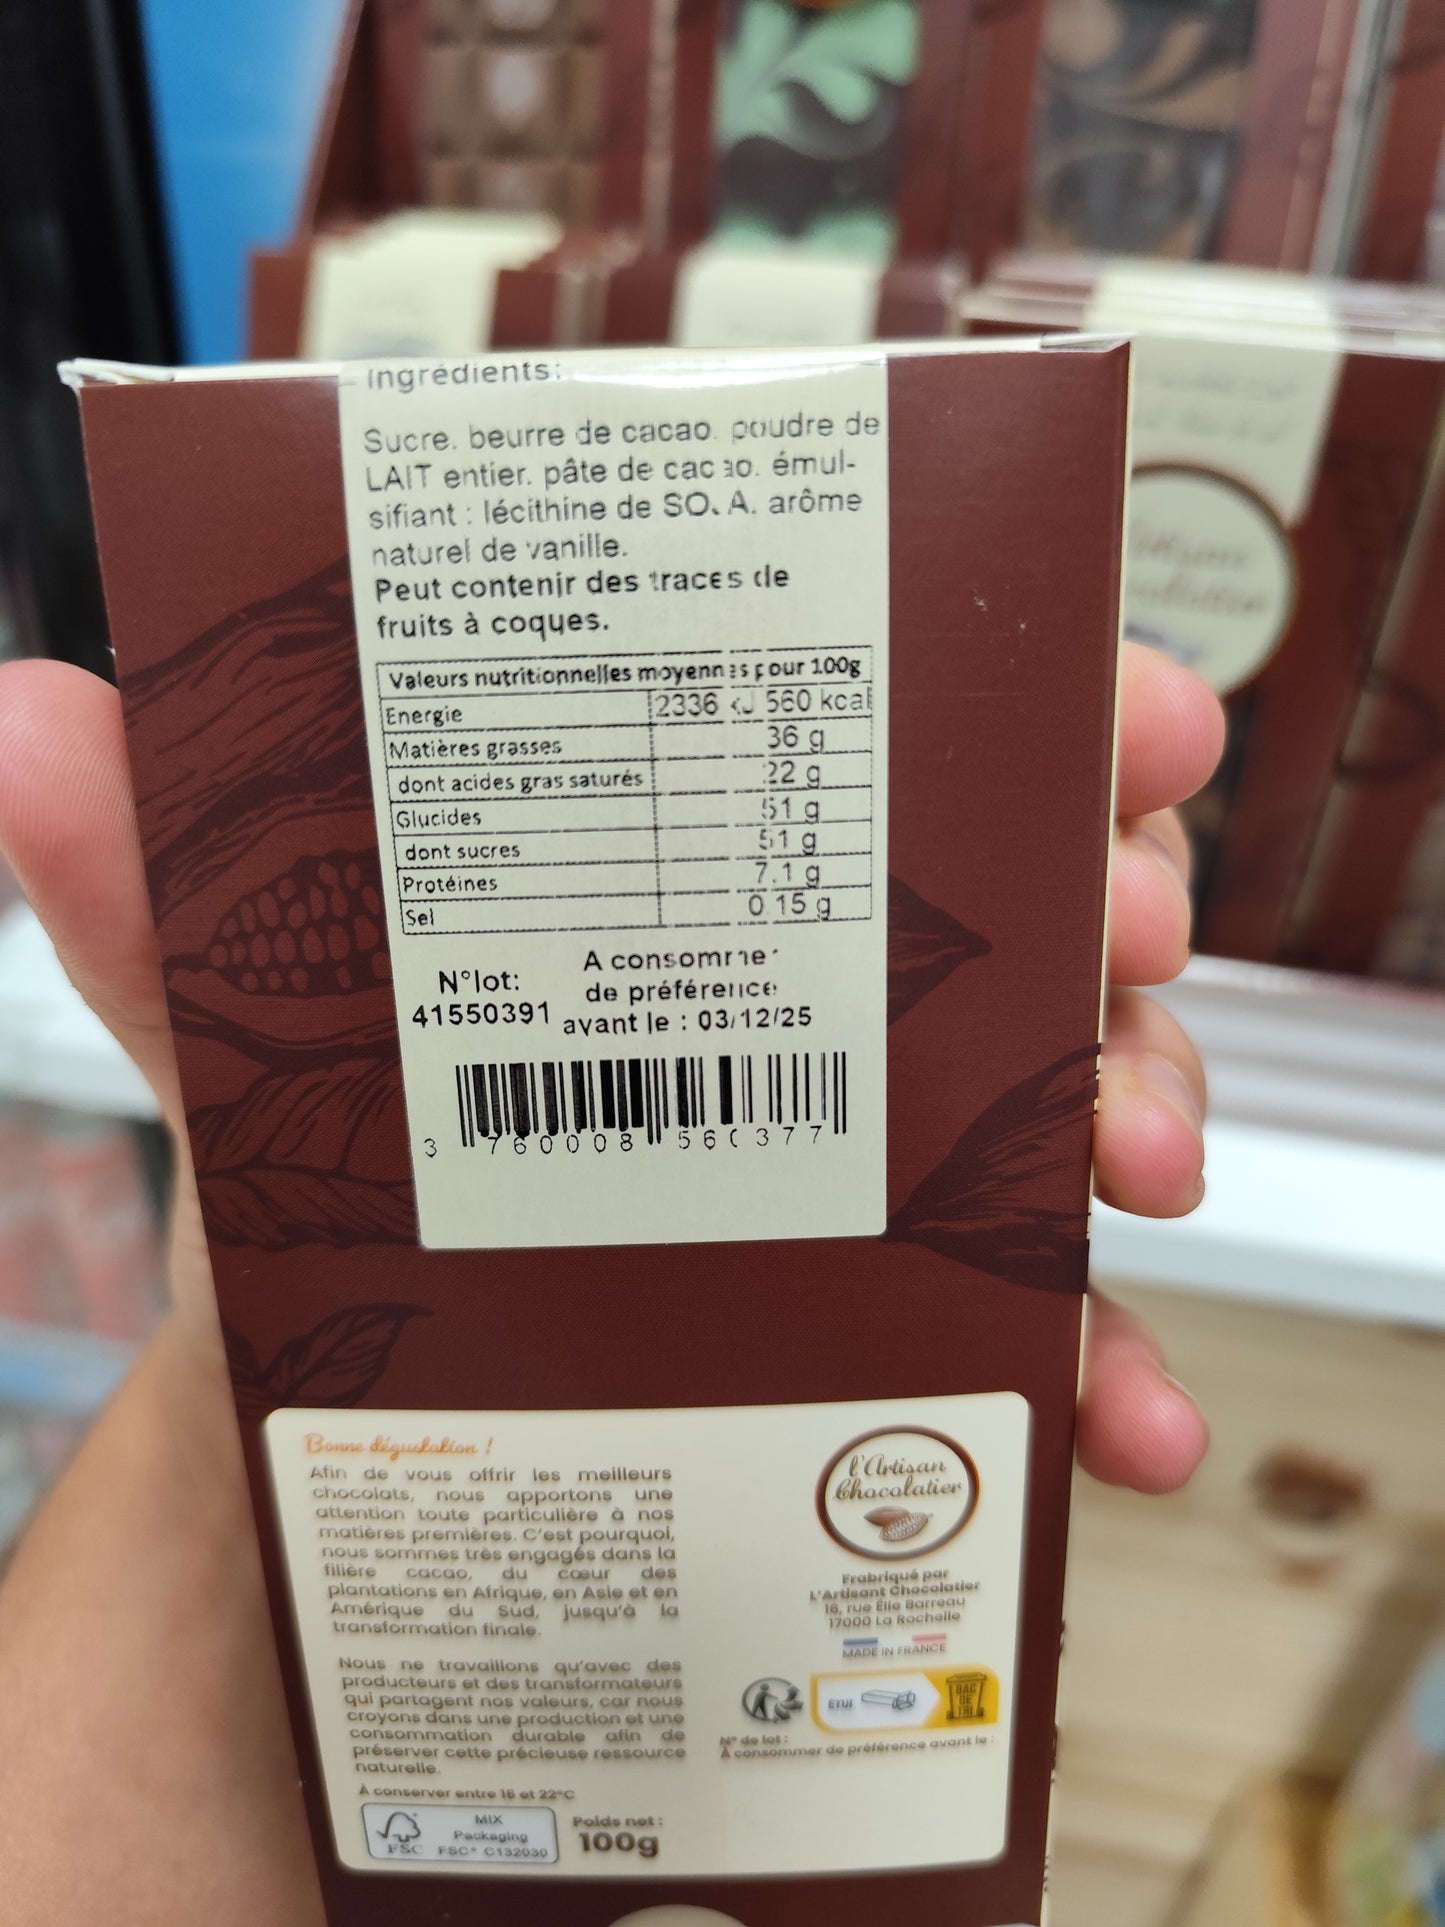 Ingrédients:
Sucre. beurre de cacao. poudre de
LAIT entier. pâte de cacao. émul-
sifiant : lécithine de SOJA. arôme
naturel de vanille.
Peut contenir des traces de
fruits à coques.
Valeurs nutritionnelles moyennes pour 100g
Energie 2336 kJ 560 kcal
Matières grasses 36 g
dont acides gras saturés 22 g
Glucides 51 g
dont sucres 51 g
Protéines 7.1 g
Sel 0.15 g
N°lot:
41550391
A consommer
de préférence
avant le : 03/12/25
3 760008 560377
Bonne dégustation !
Afin de vous offrir les meilleurs
chocolats, nous apportons une
attention toute particulière à nos
matières premières. C'est pourquoi,
nous sommes très engagés dans la
filière cacao, du cœur des
plantations en Afrique, en Asie et en
Amérique du Sud, jusqu'à la
transformation finale.
Nous ne travaillons qu'avec des
producteurs et des transformateurs
qui partagent nos valeurs, car nous
croyons dans une production et une
consommation durable afin de
préserver cette précieuse ressource
naturelle.
À conserver entre 16 et 22°C
FSC
MIX
Packaging
FSC® C132030
Poids net :
100g
l'Artisan
Chocolatier
Frabriqué par
L'Artisant Chocolatier
16, rue Élie Barreau
17000 La Rochelle
MADE IN FRANCE
ÉTUI
BAC
DE
TRI
N° de lot :
À consommer de préférence avant le :